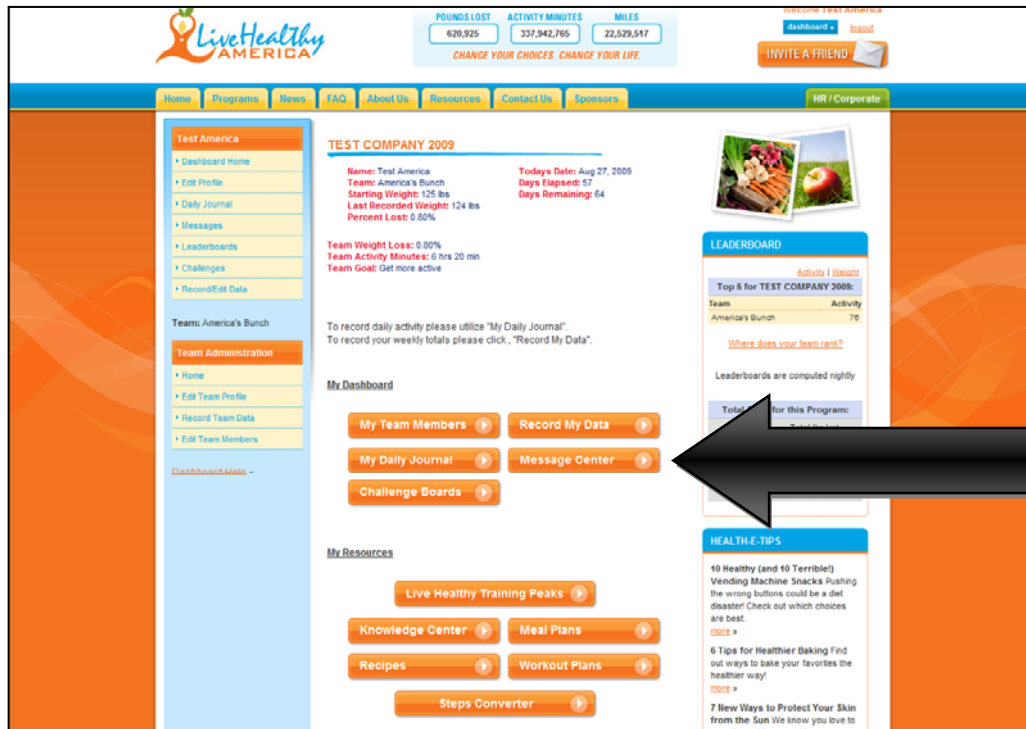 LiveHealthy
AMERICA
POUNDS LOST ACTIVITY MINUTES MILES
620,925 337,942,765 22,529,517
CHANGE YOUR CHOICES. CHANGE YOUR LIFE.
Welcome Test America
dashboard » logout
INVITE A FRIEND
Home Programs News FAQ About Us Resources Contact Us Sponsors HR / Corporate
Test America
Dashboard Home
Edit Profile
Daily Journal
Messages
Leaderboards
Challenges
Record/Edit Data
Team: America's Bunch
Team Administration
Home
Edit Team Profile
Record Team Data
Edit Team Members
Dashboard Help -
TEST COMPANY 2009
Name: Test America
Team: America's Bunch
Starting Weight: 125 lbs
Last Recorded Weight: 124 lbs
Percent Lost: 0.80%
Todays Date: Aug 27, 2009
Days Elapsed: 57
Days Remaining: 64
Team Weight Loss: 0.80%
Team Activity Minutes: 6 hrs 20 min
Team Goal: Get more active
To record daily activity please utilize "My Daily Journal".
To record your weekly totals please click , "Record My Data".
My Dashboard
My Team Members Record My Data
My Daily Journal Message Center
Challenge Boards
My Resources
Live Healthy Training Peaks
Knowledge Center Meal Plans
Recipes Workout Plans
Steps Converter
LEADERBOARD
Activity | Weight
Top 5 for TEST COMPANY 2009:
Team Activity
America's Bunch 76
Where does your team rank?
Leaderboards are computed nightly
Total for this Program:
HEALTH-E-TIPS
10 Healthy (and 10 Terrible!)
Vending Machine Snacks Pushing
the wrong buttons could be a diet
disaster! Check out which choices
are best.
more »
6 Tips for Healthier Baking Find
out ways to bake your favorites the
healthier way!
more »
7 New Ways to Protect Your Skin
from the Sun We know you love to